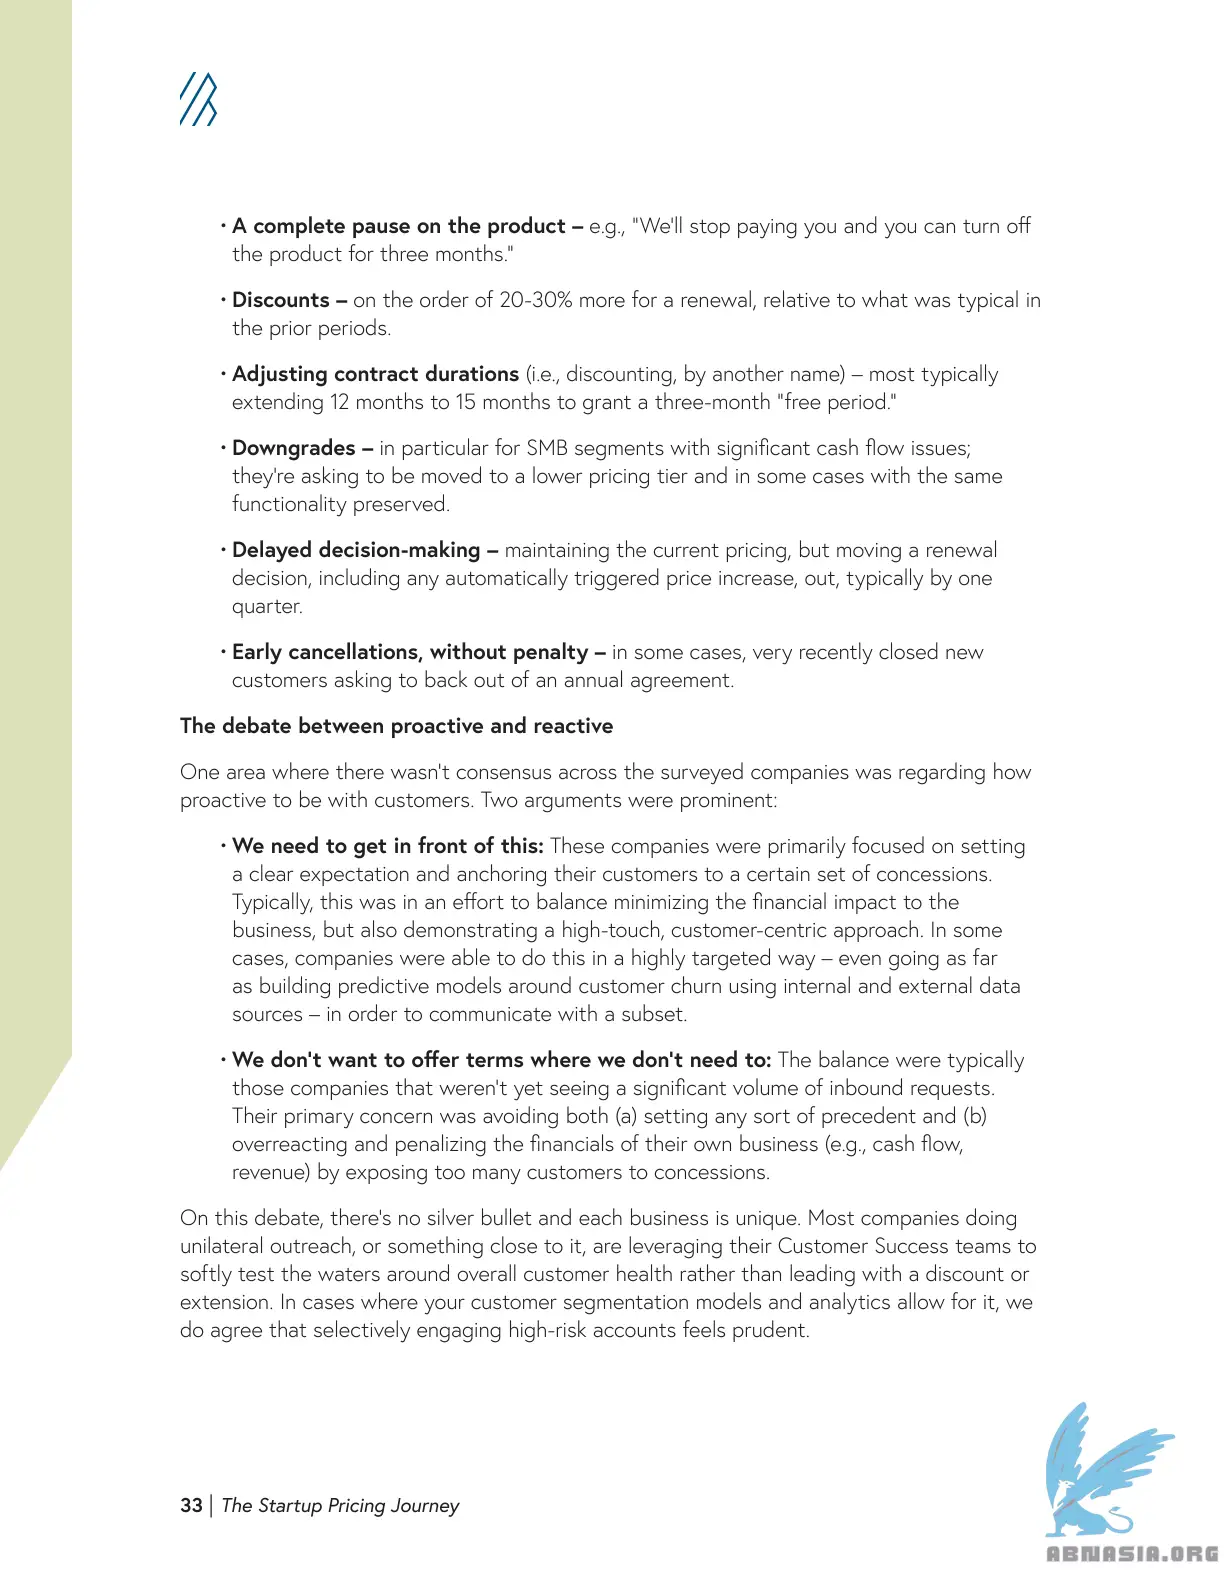 • A complete pause on the product – e.g., "We'll stop paying you and you can turn off
the product for three months."
• Discounts – on the order of 20-30% more for a renewal, relative to what was typical in
the prior periods.
• Adjusting contract durations (i.e., discounting, by another name) – most typically
extending 12 months to 15 months to grant a three-month "free period."
• Downgrades – in particular for SMB segments with significant cash flow issues;
they're asking to be moved to a lower pricing tier and in some cases with the same
functionality preserved.
• Delayed decision-making – maintaining the current pricing, but moving a renewal
decision, including any automatically triggered price increase, out, typically by one
quarter.
• Early cancellations, without penalty – in some cases, very recently closed new
customers asking to back out of an annual agreement.
The debate between proactive and reactive
One area where there wasn't consensus across the surveyed companies was regarding how
proactive to be with customers. Two arguments were prominent:
• We need to get in front of this: These companies were primarily focused on setting
a clear expectation and anchoring their customers to a certain set of concessions.
Typically, this was in an effort to balance minimizing the financial impact to the
business, but also demonstrating a high-touch, customer-centric approach. In some
cases, companies were able to do this in a highly targeted way – even going as far
as building predictive models around customer churn using internal and external data
sources – in order to communicate with a subset.
• We don't want to offer terms where we don't need to: The balance were typically
those companies that weren't yet seeing a significant volume of inbound requests.
Their primary concern was avoiding both (a) setting any sort of precedent and (b)
overreacting and penalizing the financials of their own business (e.g., cash flow,
revenue) by exposing too many customers to concessions.
On this debate, there's no silver bullet and each business is unique. Most companies doing
unilateral outreach, or something close to it, are leveraging their Customer Success teams to
softly test the waters around overall customer health rather than leading with a discount or
extension. In cases where your customer segmentation models and analytics allow for it, we
do agree that selectively engaging high-risk accounts feels prudent.
33 | The Startup Pricing Journey
ABNASIA.ORG